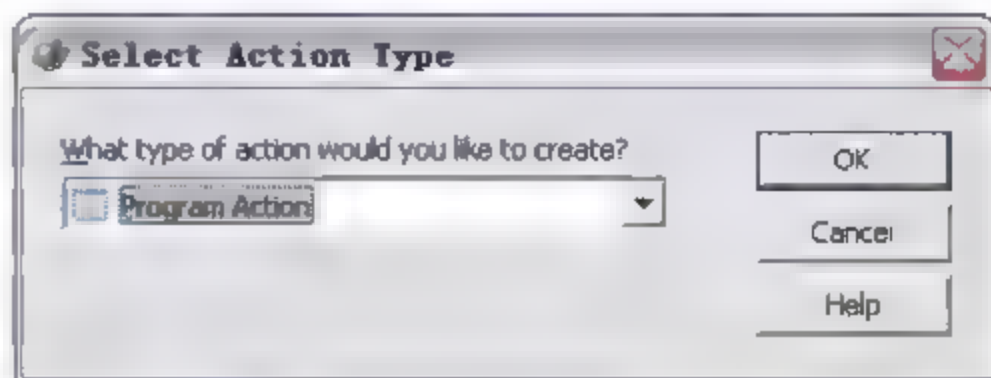 Select Action Type
What type of action would you like to create?
OK
Program Action
Cancel
Help